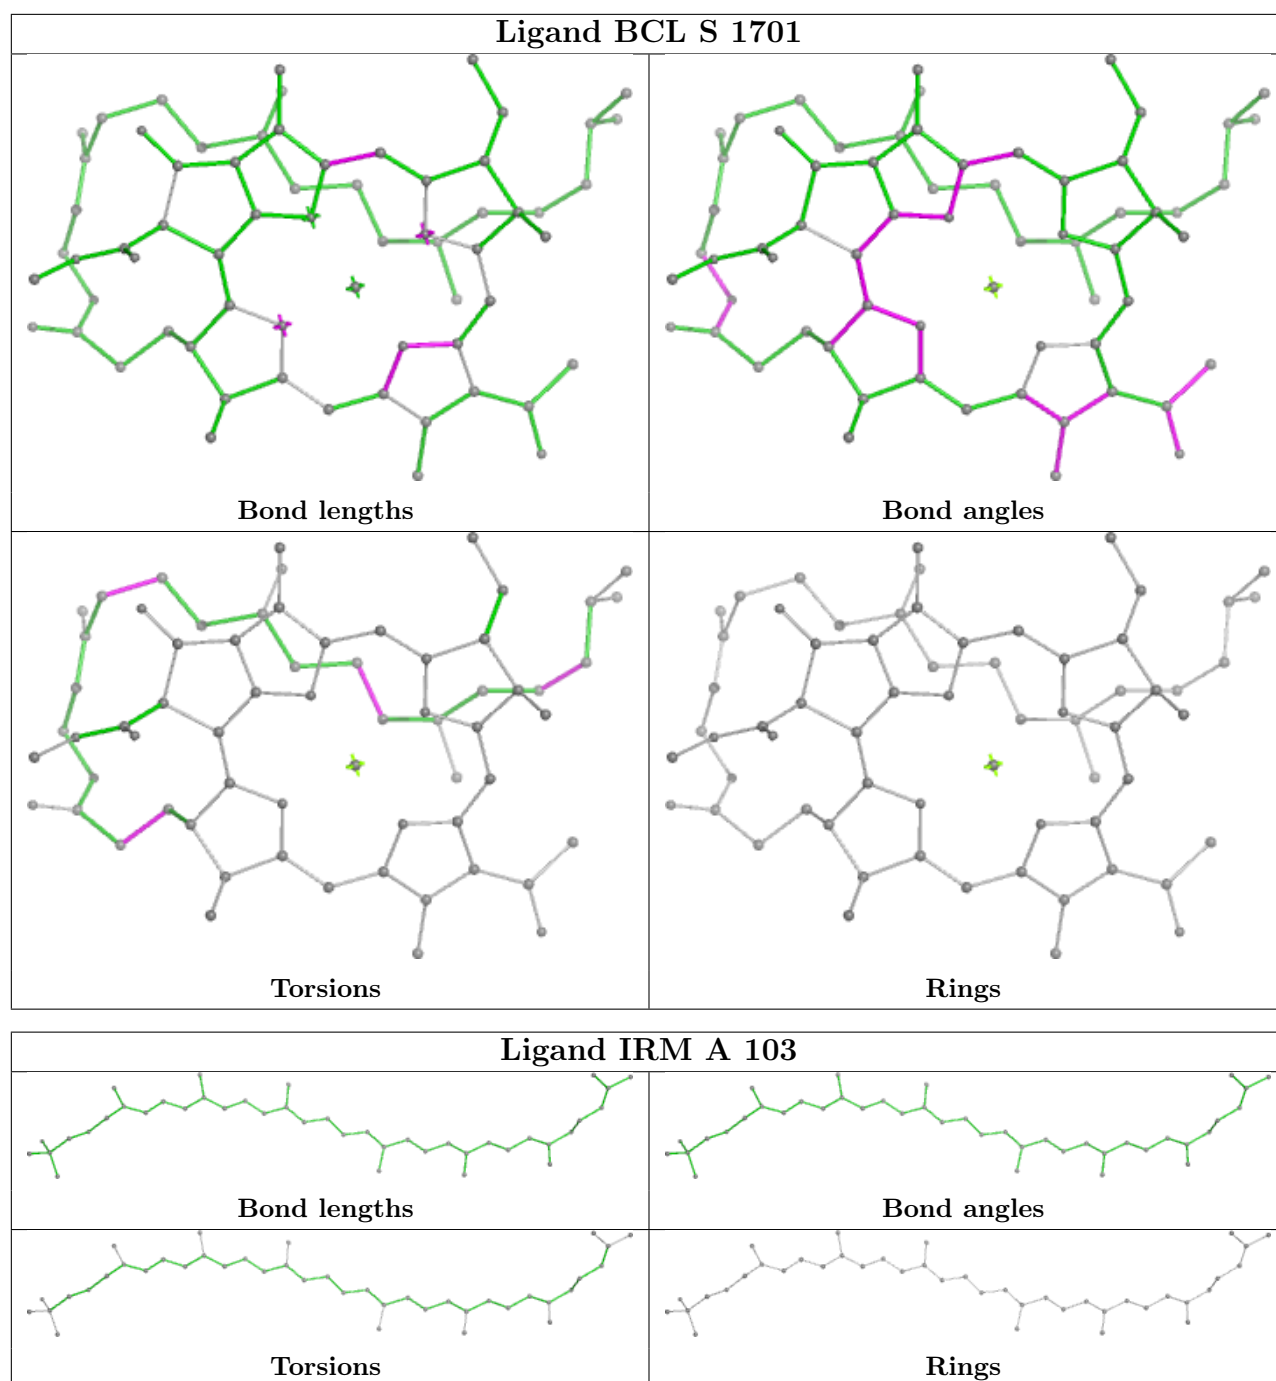 Ligand BCL S 1701
Bond lengths
Bond angles
Torsions
Rings
Ligand IRM A 103
Bond lengths
Bond angles
Torsions
Rings